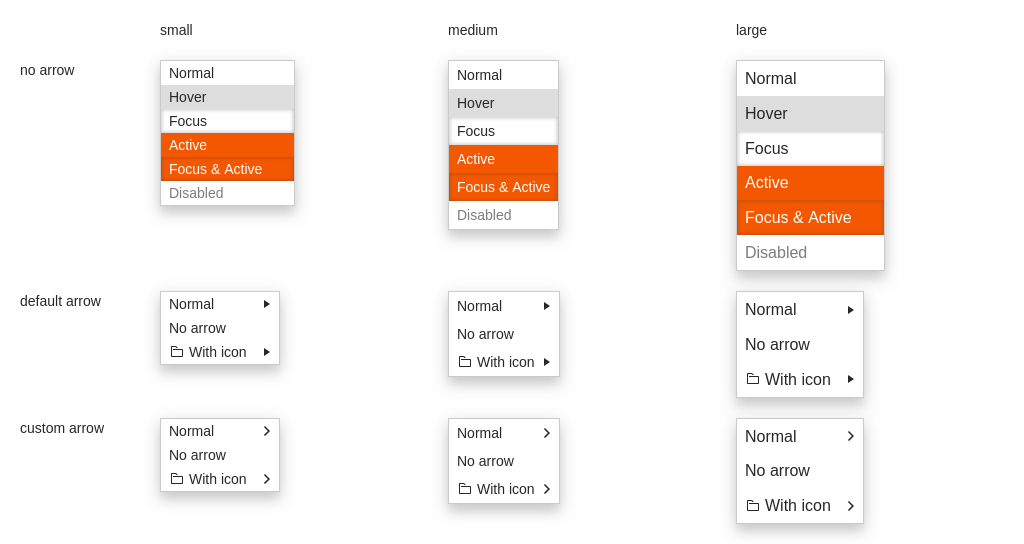 small medium large
no arrow
Normal
Hover
Focus
Active
Focus & Active
Disabled
Normal
Hover
Focus
Active
Focus & Active
Disabled
Normal
Hover
Focus
Active
Focus & Active
Disabled
default arrow
Normal
No arrow
With icon
Normal
No arrow
With icon
Normal
No arrow
With icon
custom arrow
Normal
No arrow
With icon
Normal
No arrow
With icon
Normal
No arrow
With icon